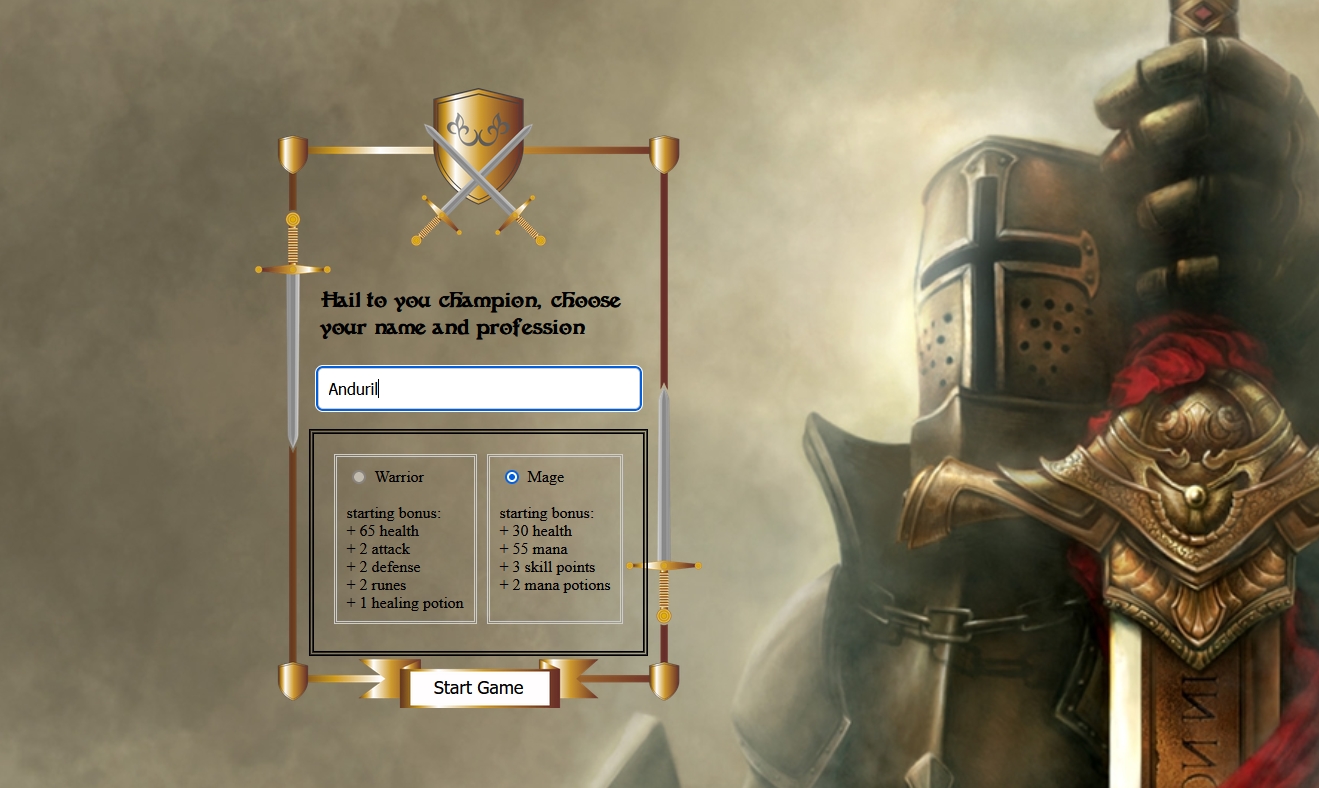 Hail to you champion, choose
your name and profession
Anduril
Warrior
starting bonus:
+ 65 health
+ 2 attack
+ 2 defense
+ 2 runes
+ 1 healing potion
Mage
starting bonus:
+ 30 health
+ 55 mana
+ 3 skill points
+ 2 mana potions
Start Game